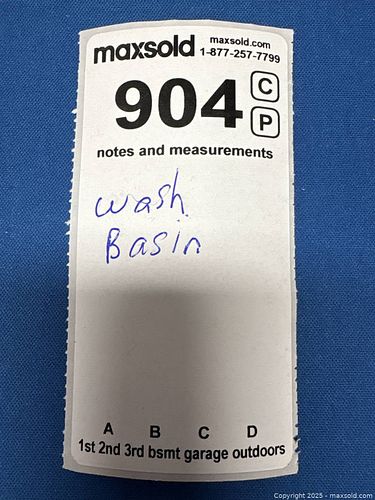 maxsold maxsold.com
1-877-257-7799
904 C
P
notes and measurements
wash
Basin
A B C D
1st 2nd 3rd bsmt garage outdoors
Copyright 2025 - maxsold.com